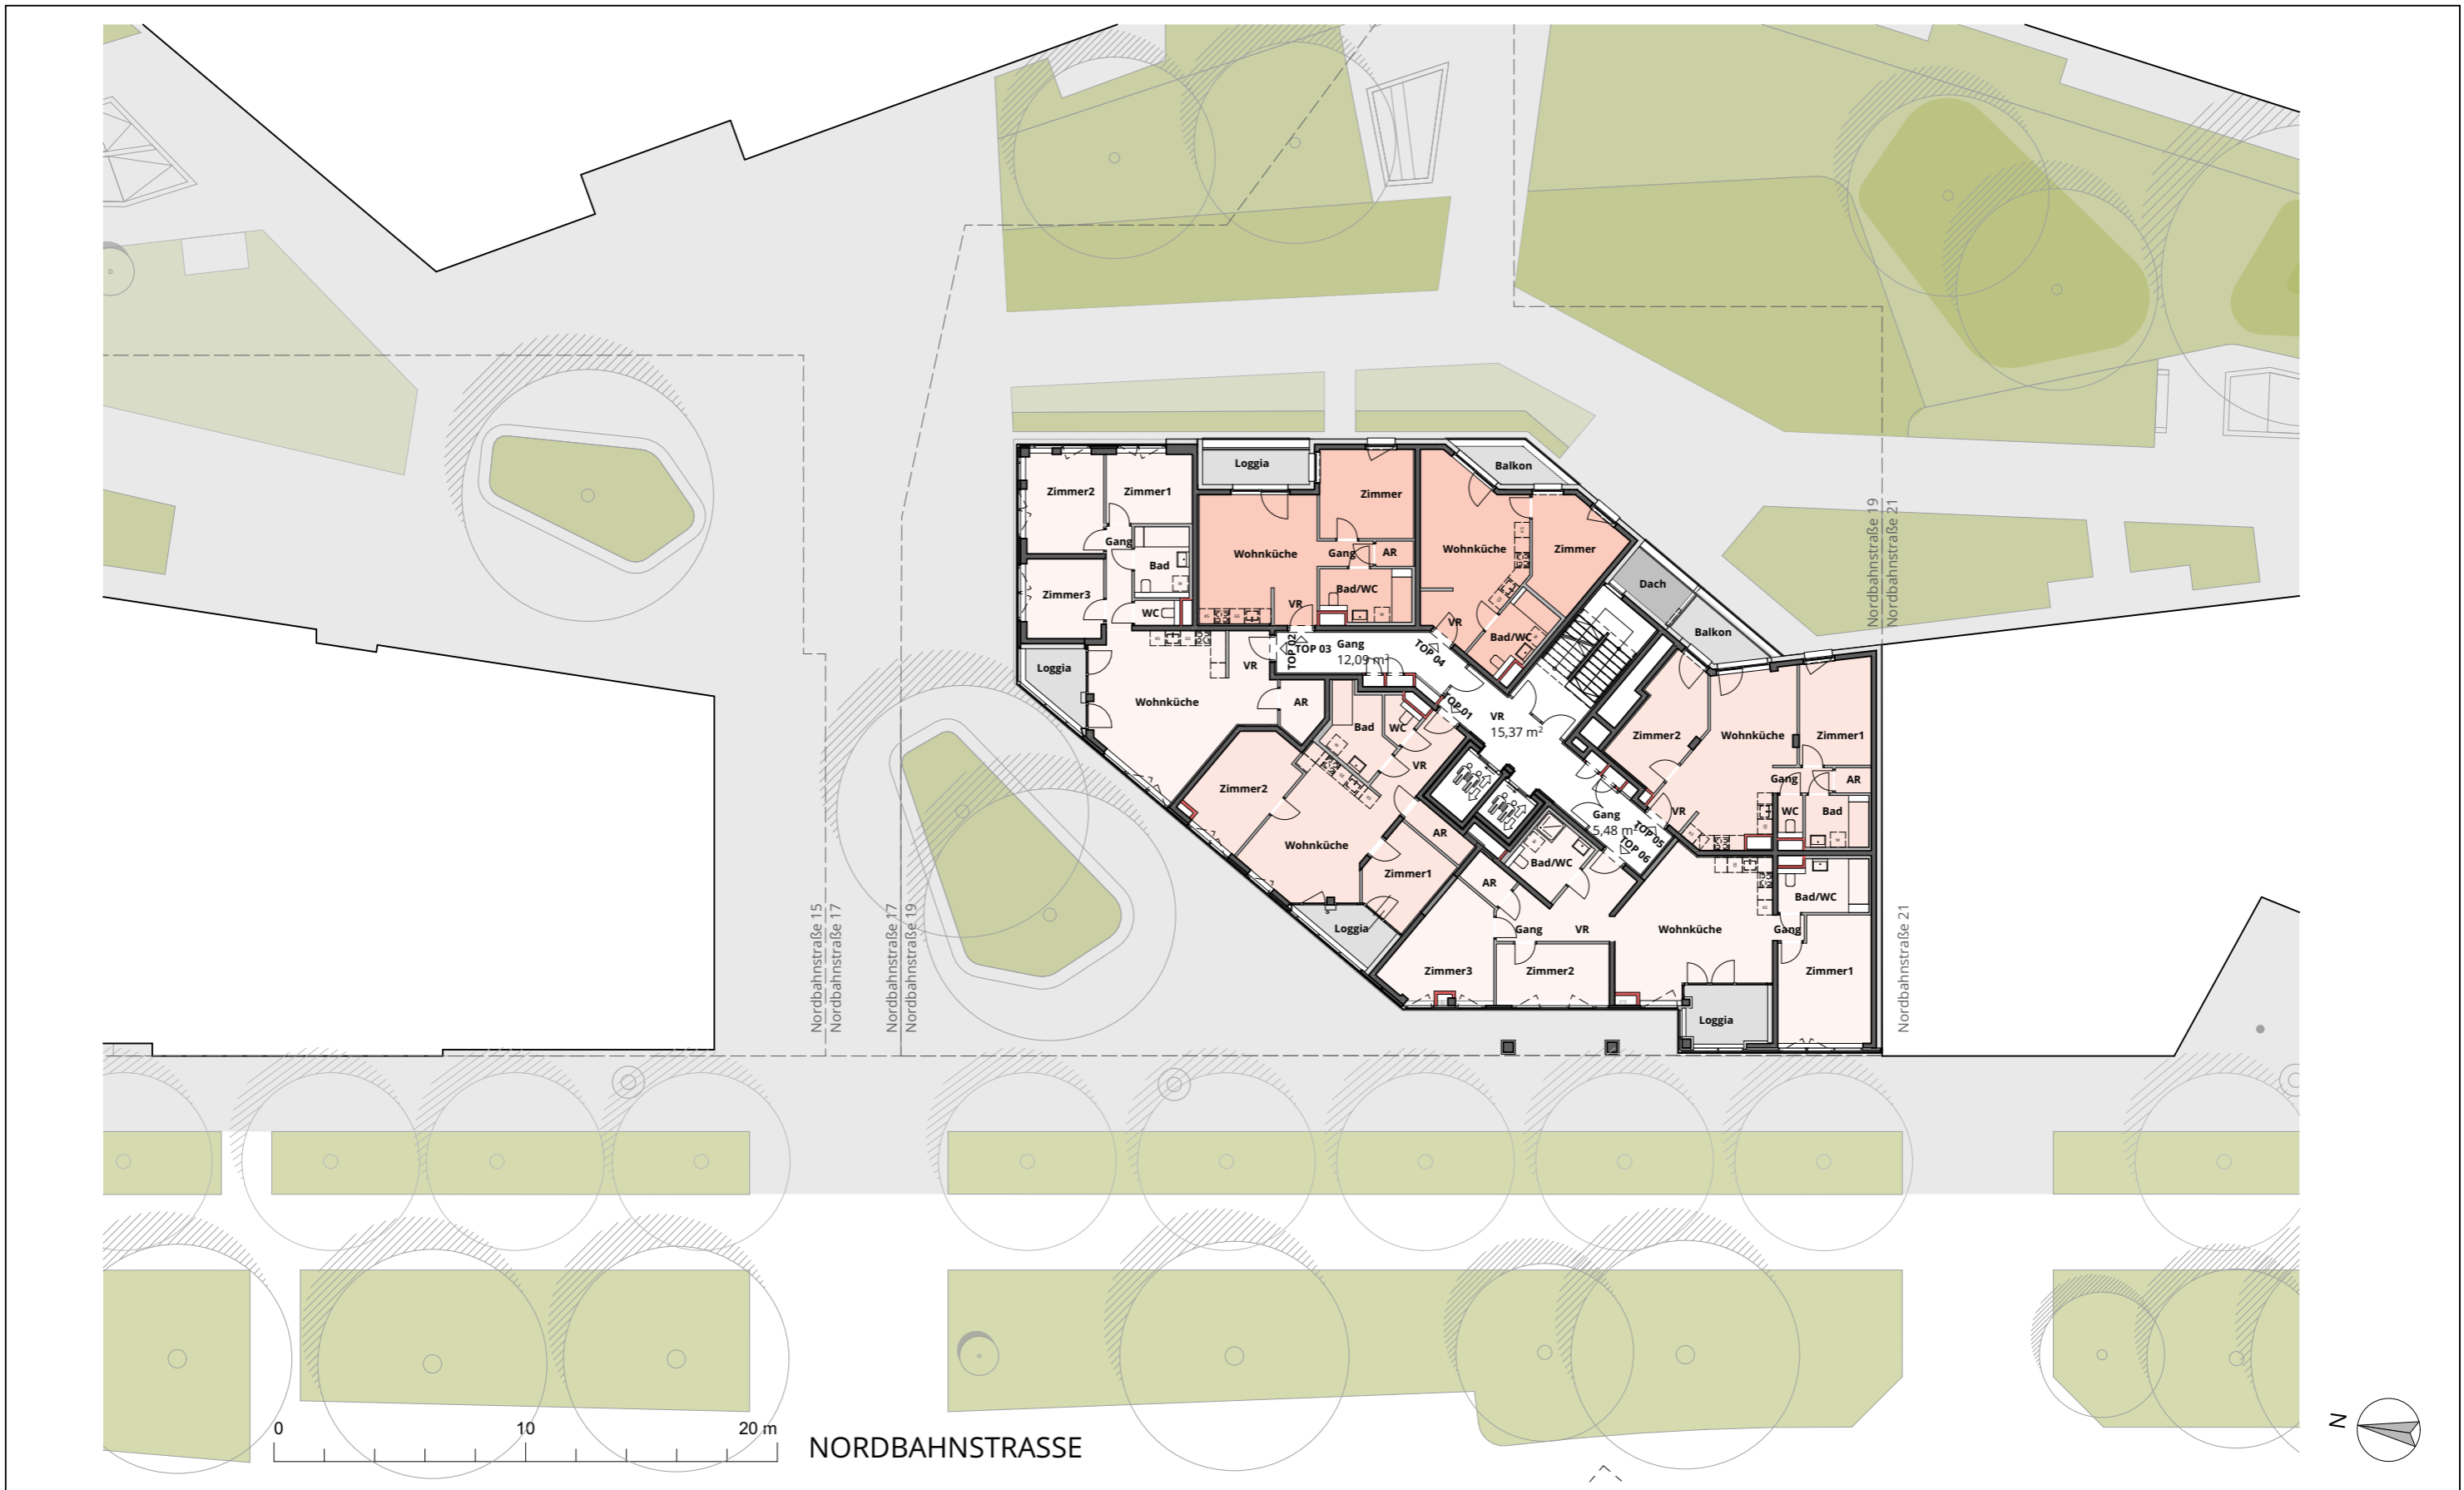 Loggia
Balkon
Zimmer2
Zimmer1
Zimmer
Gang
Wohnküche
Gang
AR
Wohnküche
Zimmer
Bad
Bad/WC
Dach
Zimmer3
WC
VR
VR
Bad/WC
Balkon
Nordbahnstraße 19
Nordbahnstraße 21
TOP 02
TOP 03
Gang
12,09 m²
TOP 04
Loggia
VR
Wohnküche
AR
TOP 01
VR
15,37 m²
Bad
WC
VR
Zimmer2
Wohnküche
Zimmer1
Gang
AR
Zimmer2
VR
WC
Bad
Gang
5,48 m²
TOP 05
TOP 06
Wohnküche
AR
Zimmer1
Bad/WC
AR
Bad/WC
Loggia
Gang
VR
Wohnküche
Gang
Zimmer3
Zimmer2
Zimmer1
Loggia
Nordbahnstraße 15
Nordbahnstraße 17
Nordbahnstraße 17
Nordbahnstraße 19
Nordbahnstraße 21
0
10
20 m
NORDBAHNSTRASSE
N